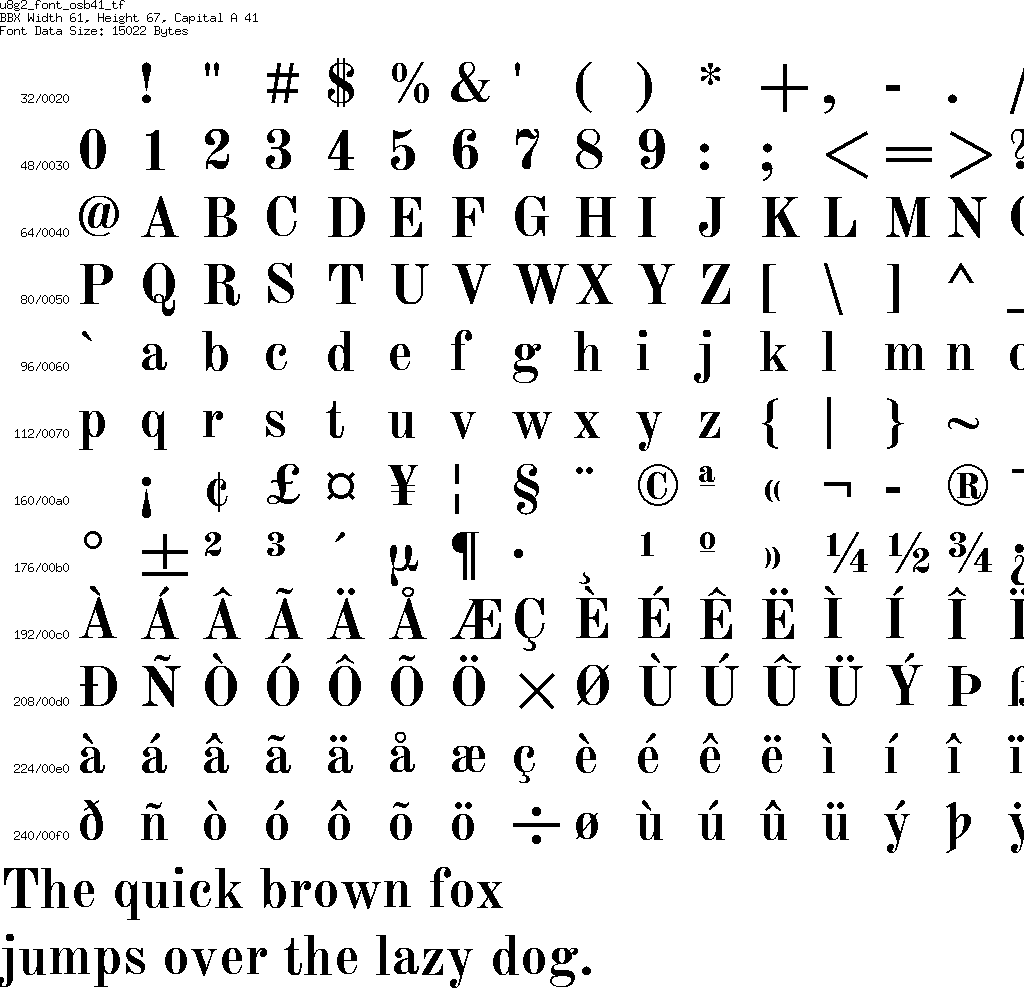 u8g2_font_osb41_tf
BBX Width 61, Height 67, Capital A 41
Font Data Size: 15022 Bytes
32/0020 ! " # $ % & ' ( ) * + , - . /
48/0030 0 1 2 3 4 5 6 7 8 9 : ; < = > ?
64/0040 @ A B C D E F G H I J K L M N O
80/0050 P Q R S T U V W X Y Z [ \ ] ^ _
96/0060 ` a b c d e f g h i j k l m n o
112/0070 p q r s t u v w x y z { | } ~
160/00a0 ¡ ¢ £ ¤ ¥ ¦ § ¨ © ª « ¬ - ® ¯
176/00b0 ° ± ² ³ ´ µ ¶ · ¸ ¹ º » ¼ ½ ¾ ¿
192/00c0 À Á Â Ã Ä Å Æ Ç È É Ê Ë Ì Í Î Ï
208/00d0 Ð Ñ Ò Ó Ô Õ Ö × Ø Ù Ú Û Ü Ý Þ ß
224/00e0 à á â ã ä å æ ç è é ê ë ì í î ï
240/00f0 ð ñ ò ó ô õ ö ÷ ø ù ú û ü ý þ ÿ
The quick brown fox
jumps over the lazy dog.